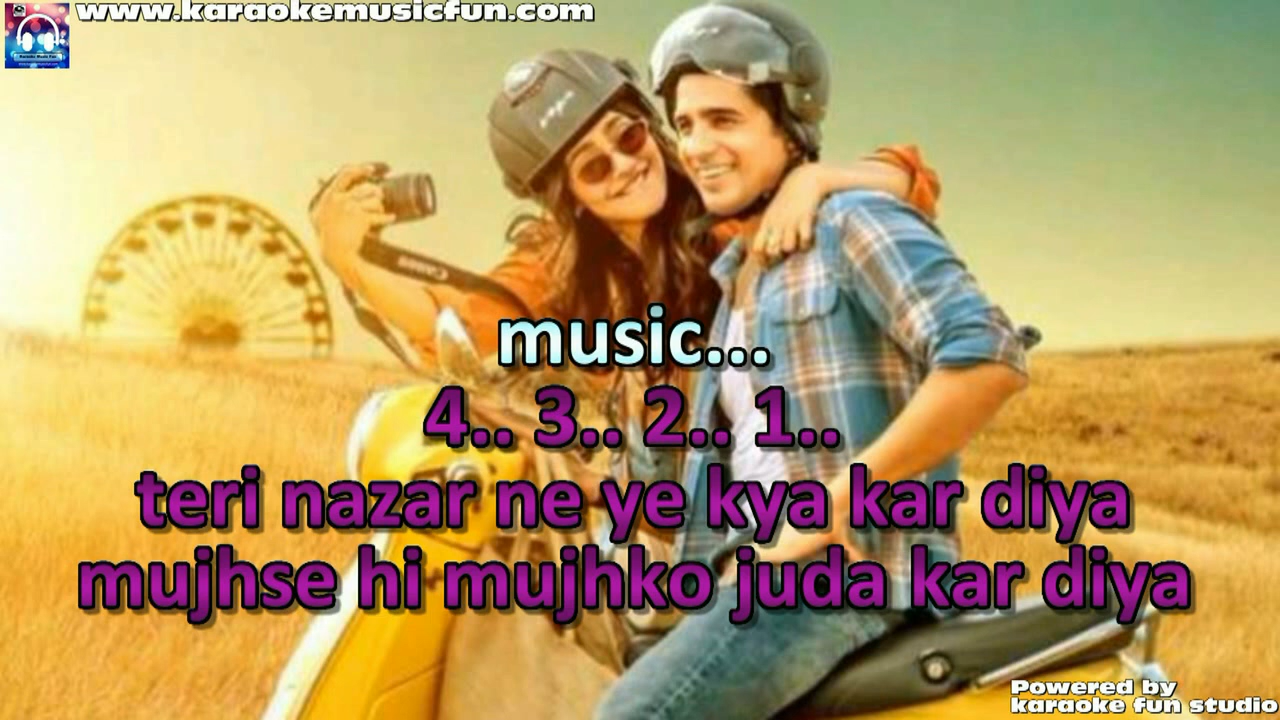 www.karaokemusicfun.com
music...
4.. 3.. 2.. 1..
teri nazar ne ye kya kar diya
mujhse hi mujhko juda kar diya
Canon
Powered by
karaoke fun studio